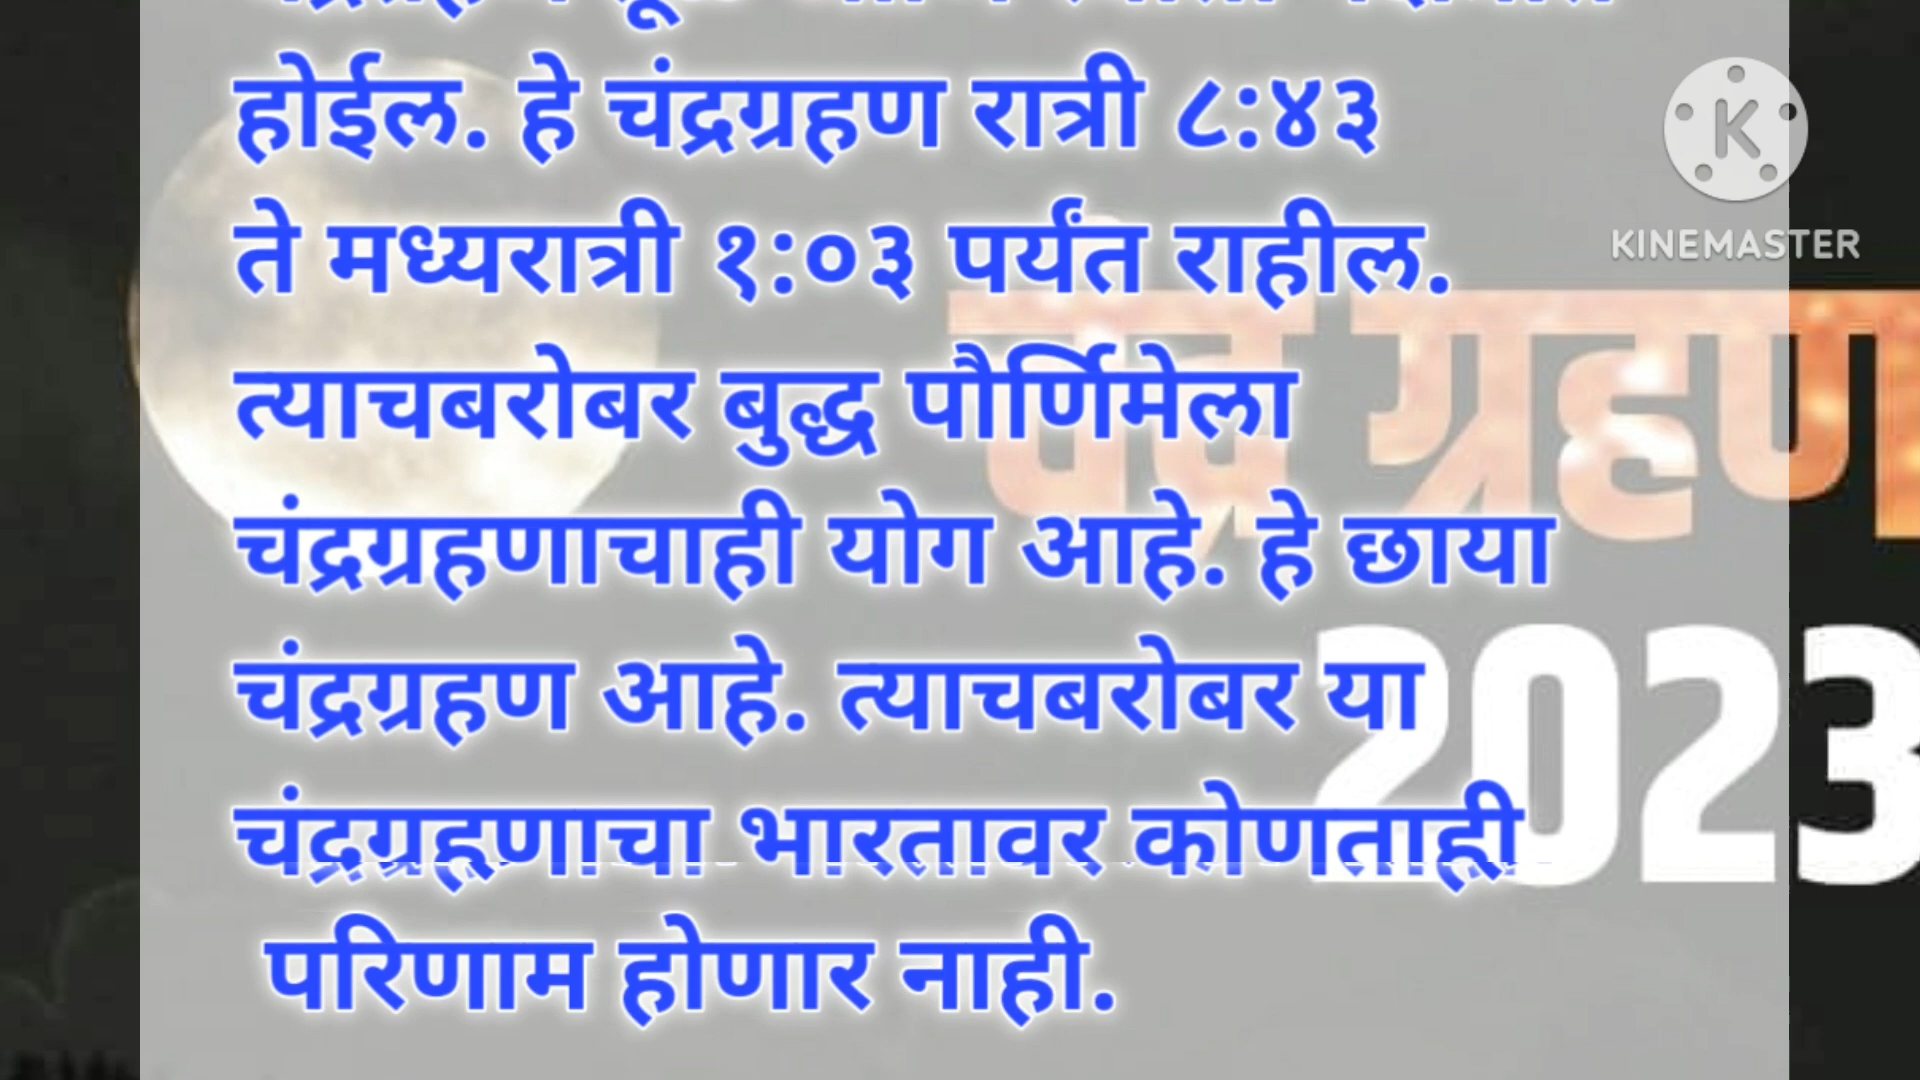 होईल. हे चंद्रग्रहण रात्री ८:४३
ते मध्यरात्री १:०३ पर्यंत राहील.
त्याचबरोबर बुद्ध पौर्णिमेला
चंद्रग्रहणाचाही योग आहे. हे छाया
चंद्रग्रहण आहे. त्याचबरोबर या
चंद्रग्रहणाचा भारतावर कोणताही
परिणाम होणार नाही.
KINEMASTER
ग्रहण
2023